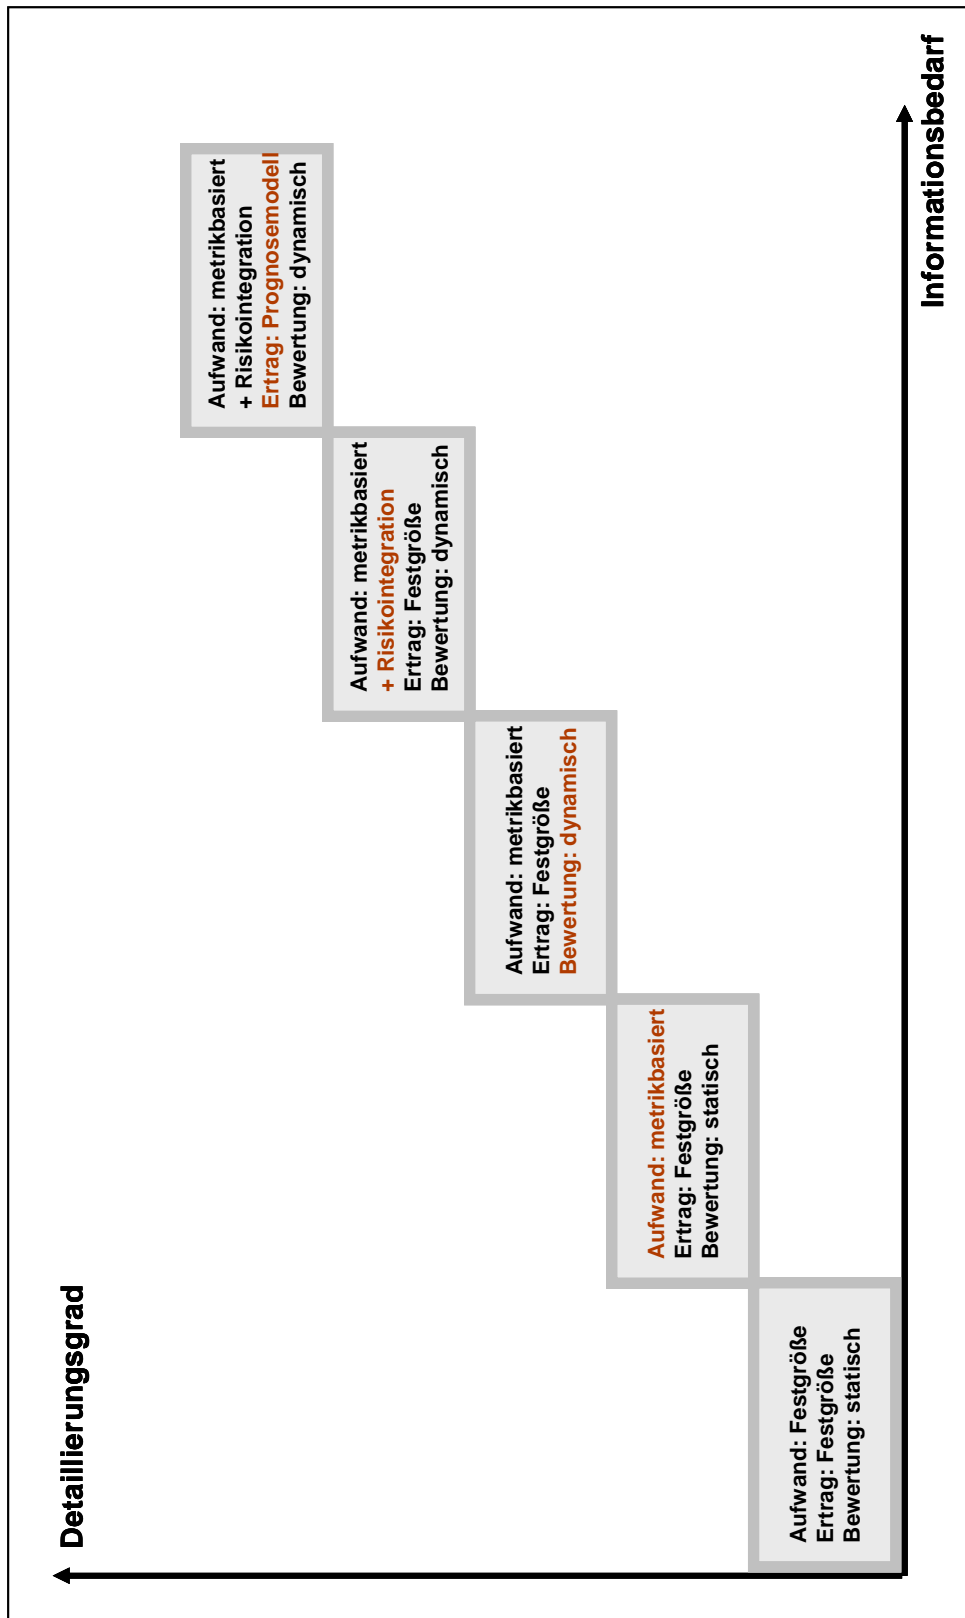 Detaillierungsgrad
Aufwand: Festgröße
Ertrag: Festgröße
Bewertung: statisch
Aufwand: metrikbasiert
Ertrag: Festgröße
Bewertung: statisch
Aufwand: metrikbasiert
Ertrag: Festgröße
Bewertung: dynamisch
Aufwand: metrikbasiert
+ Risikointegration
Ertrag: Festgröße
Bewertung: dynamisch
Aufwand: metrikbasiert
+ Risikointegration
Ertrag: Prognosemodell
Bewertung: dynamisch
Informationsbedarf